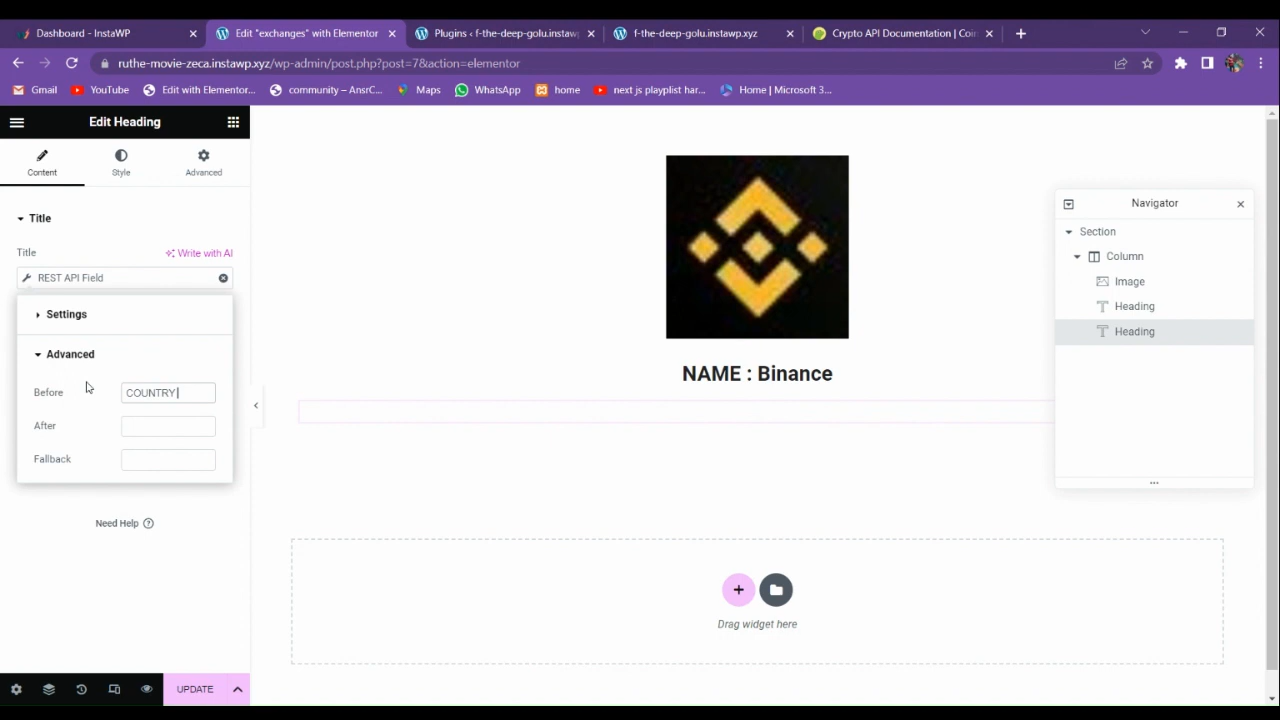 Dashboard - InstaWP
Edit "exchanges" with Elementor
Plugins ‹ f-the-deep-golu.instaw
f-the-deep-golu.instawp.xyz
Crypto API Documentation | Coin
ruthe-movie-zeca.instawp.xyz/wp-admin/post.php?post=7&action=elementor
Gmail
YouTube
Edit with Elementor...
community – AnsrC...
Maps
WhatsApp
home
next js playplist har...
Home | Microsoft 3...
Edit Heading
Content
Style
Advanced
Title
Title
Write with AI
REST API Field
Settings
Advanced
Before
COUNTRY
After
Fallback
Need Help
UPDATE
NAME : Binance
Drag widget here
Navigator
Section
Column
Image
Heading
Heading